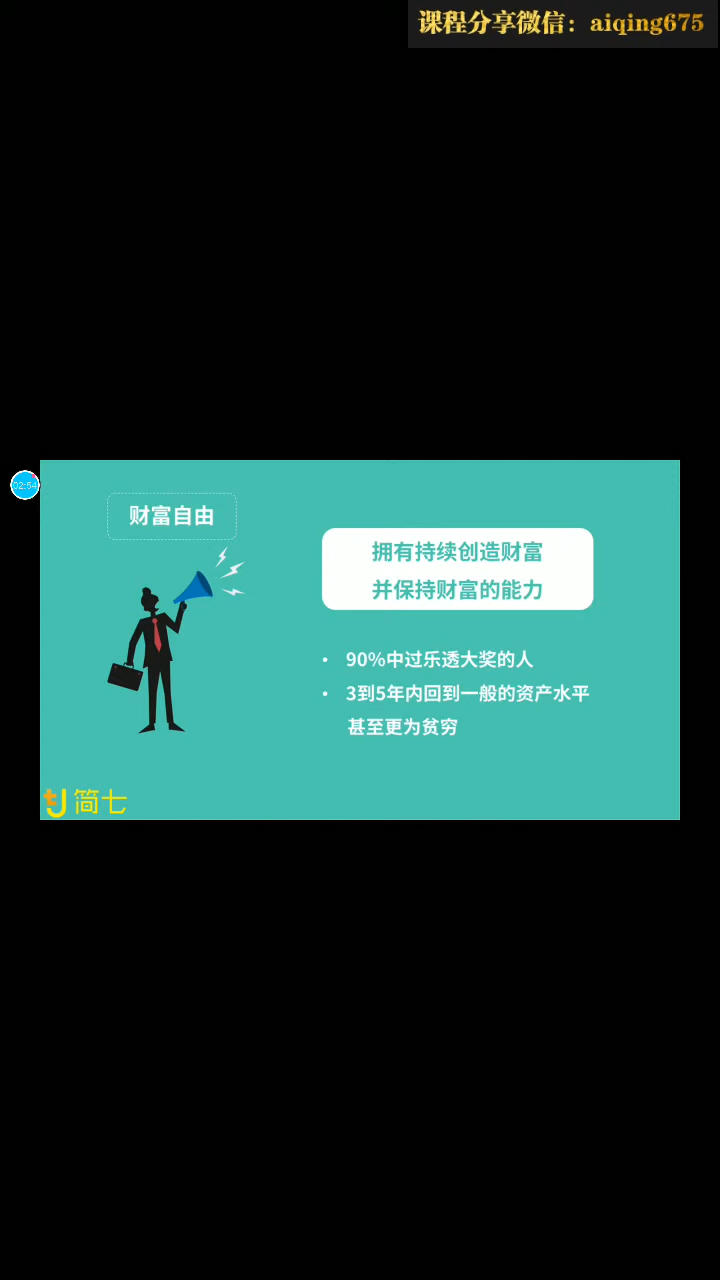 课程分享微信：aiqing675
02:54
财富自由
拥有持续创造财富
并保持财富的能力
• 90%中过乐透大奖的人
• 3到5年内回到一般的资产水平
甚至更为贫穷
简七